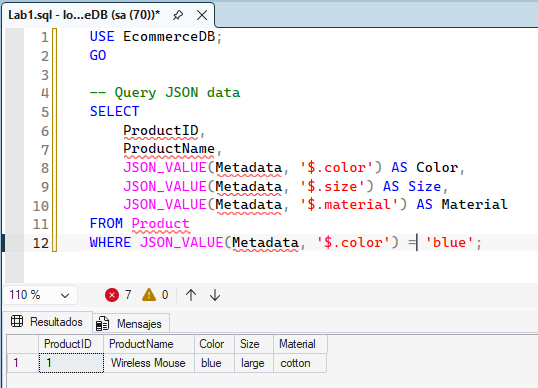 Lab1.sql - lo...eDB (sa (70))*
1 USE EcommerceDB;
2 GO
3
4 -- Query JSON data
5 SELECT
6 ProductID,
7 ProductName,
8 JSON_VALUE(Metadata, '$.color') AS Color,
9 JSON_VALUE(Metadata, '$.size') AS Size,
10 JSON_VALUE(Metadata, '$.material') AS Material
11 FROM Product
12 WHERE JSON_VALUE(Metadata, '$.color') = 'blue';
110 % 7 0
Resultados Mensajes
ProductID ProductName Color Size Material
1 1 Wireless Mouse blue large cotton